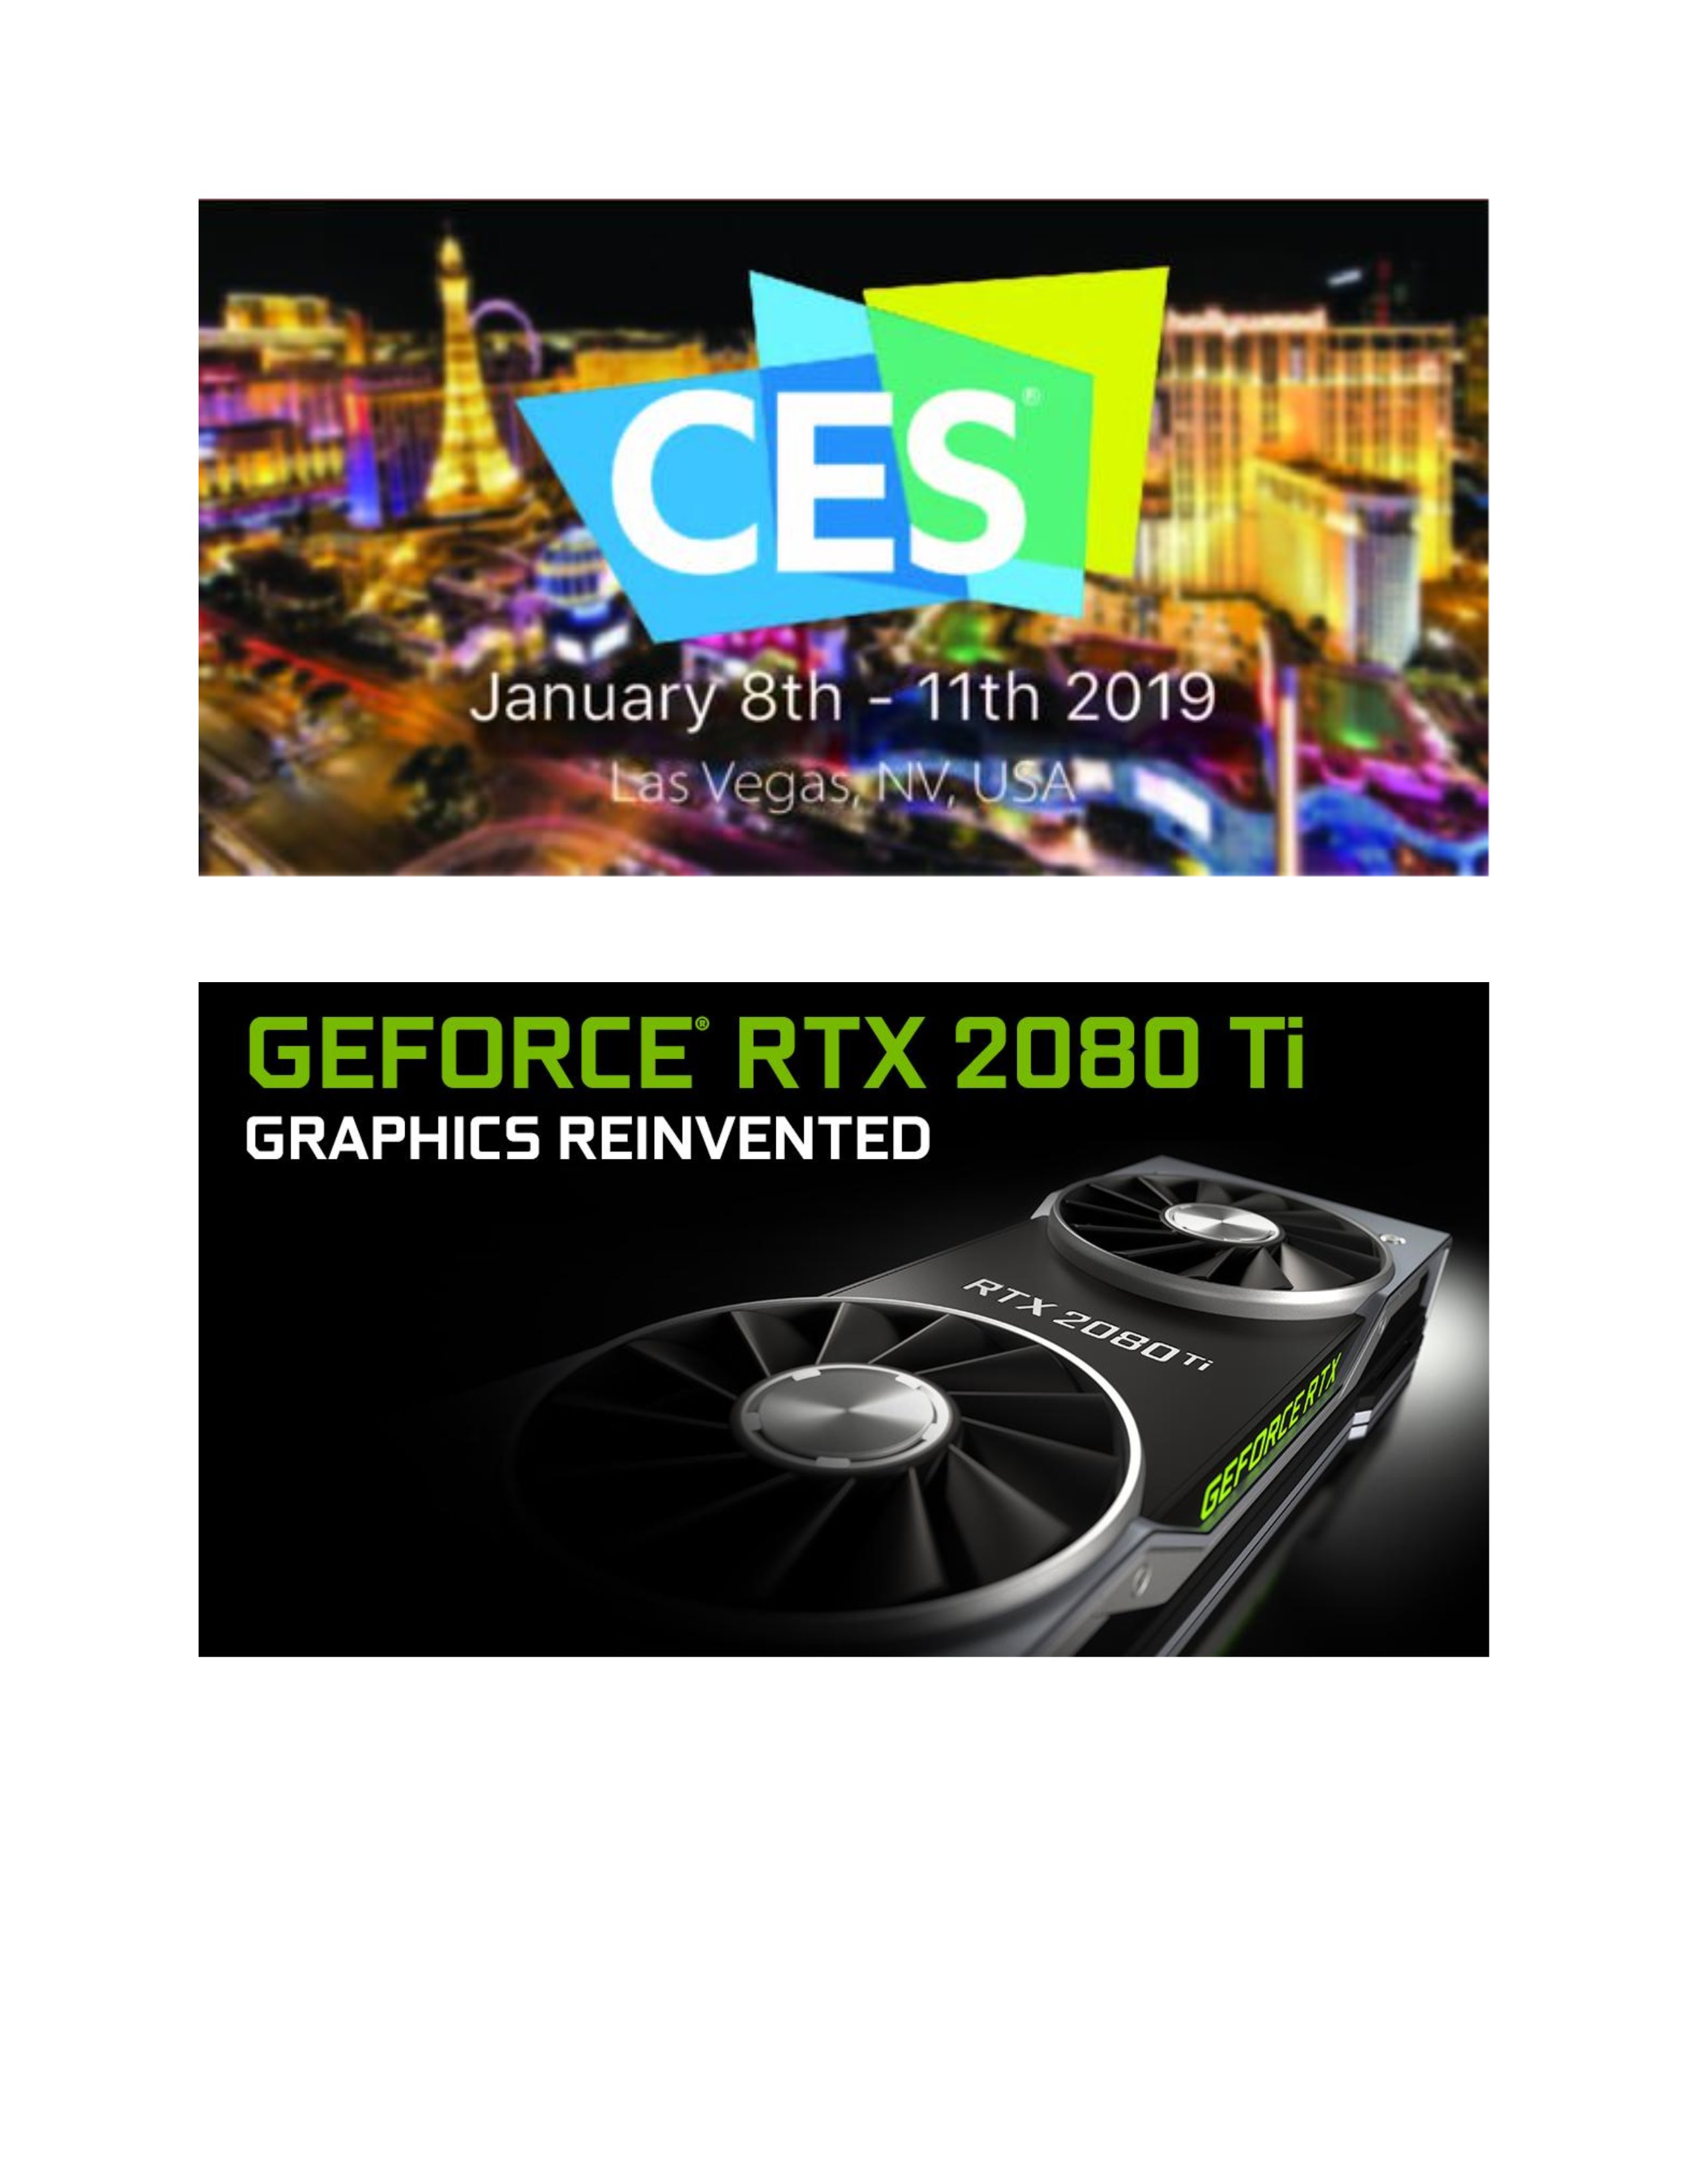 CES®
January 8th - 11th 2019
Las Vegas, NV, USA
GEFORCE® RTX 2080 Ti
GRAPHICS REINVENTED
RTX 2080 Ti
GEFORCE RTX